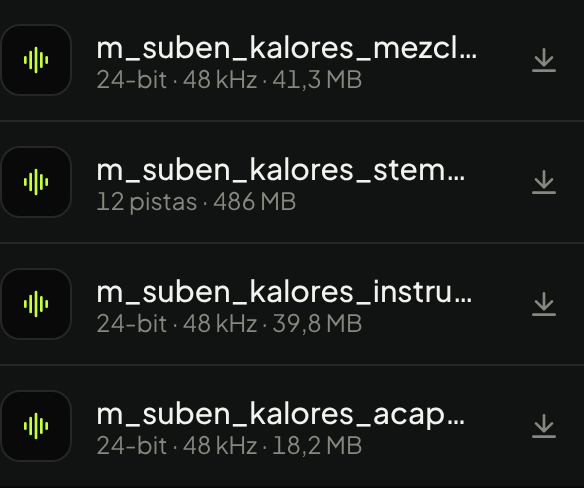 m_suben_kalores_mezcl...
24-bit · 48 kHz · 41,3 MB
m_suben_kalores_stem...
12 pistas · 486 MB
m_suben_kalores_instru...
24-bit · 48 kHz · 39,8 MB
m_suben_kalores_acap...
24-bit · 48 kHz · 18,2 MB